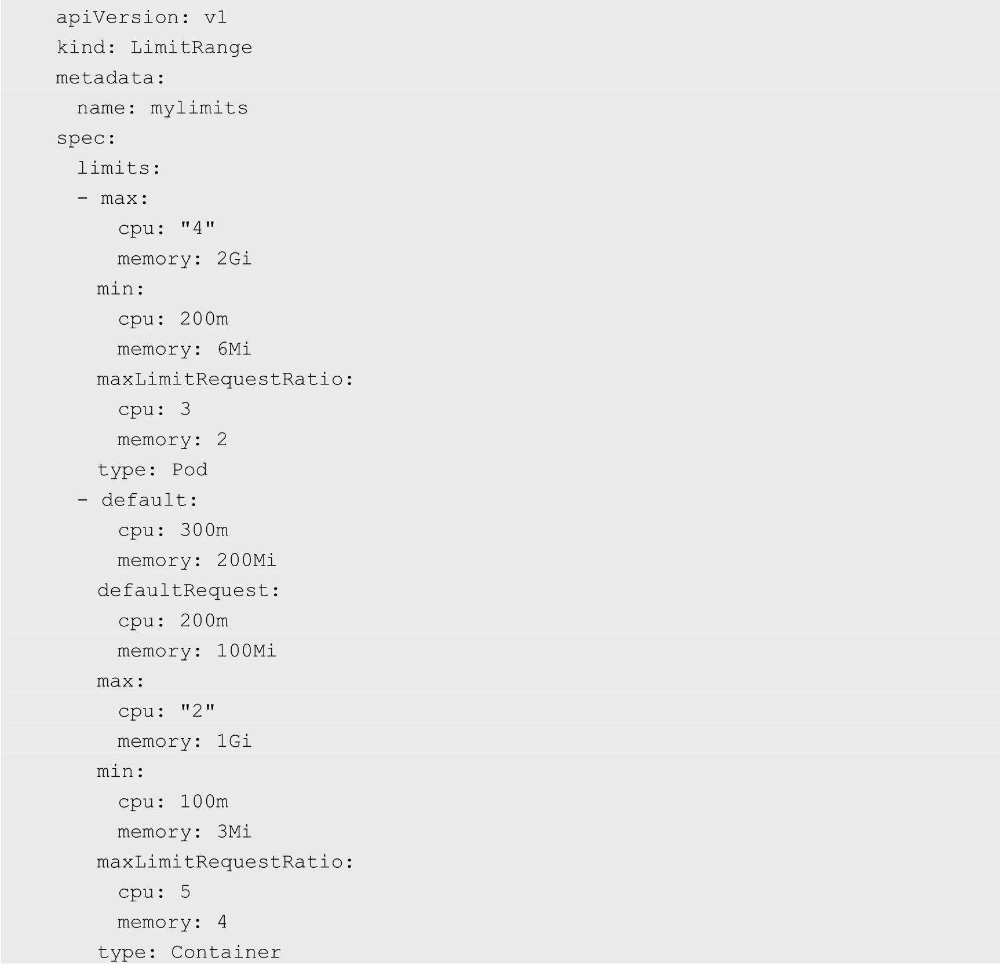 apiVersion: v1
kind: LimitRange
metadata:
  name: mylimits
spec:
  limits:
  - max:
      cpu: "4"
      memory: 2Gi
    min:
      cpu: 200m
      memory: 6Mi
    maxLimitRequestRatio:
      cpu: 3
      memory: 2
    type: Pod
  - default:
      cpu: 300m
      memory: 200Mi
    defaultRequest:
      cpu: 200m
      memory: 100Mi
    max:
      cpu: "2"
      memory: 1Gi
    min:
      cpu: 100m
      memory: 3Mi
    maxLimitRequestRatio:
      cpu: 5
      memory: 4
    type: Container